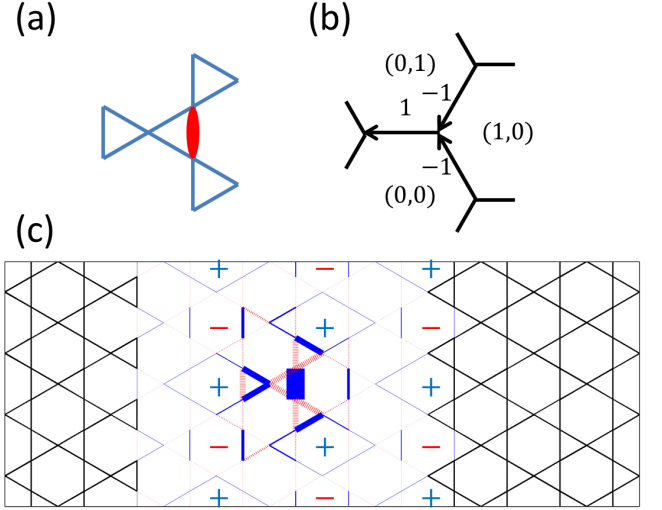 (a)
(b)
(0,1)
-1
1
(1,0)
-1
(0,0)
(c)
+ − +
− + −
+ +
− + −
+ − +